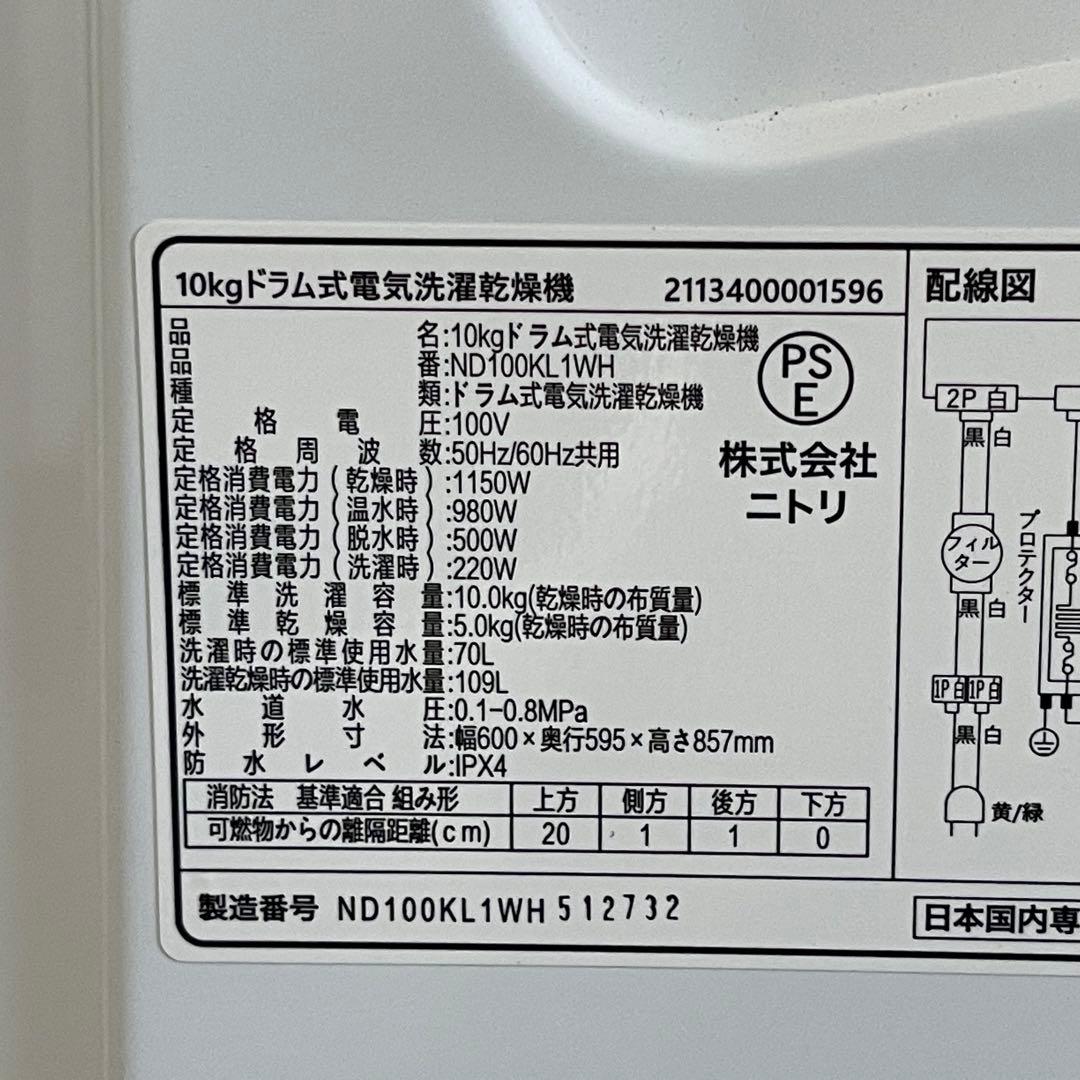 10kgドラム式電気洗濯乾燥機 2113400001596
品名:10kgドラム式電気洗濯乾燥機
品番:ND100KL1WH
種類:ドラム式電気洗濯乾燥機
定格電圧:100V
定格周波数:50Hz/60Hz共用
定格消費電力(乾燥時):1150W
定格消費電力(温水時):980W
定格消費電力(脱水時):500W
定格消費電力(洗濯時):220W
標準洗濯容量:10.0kg(乾燥時の布質量)
標準乾燥容量:5.0kg(乾燥時の布質量)
洗濯時の標準使用水量:70L
洗濯乾燥時の標準使用水量:109L
水道水圧:0.1-0.8MPa
外形寸法:幅600×奥行595×高さ857mm
防水レベル:IPX4
PS
E
株式会社
ニトリ
消防法 基準適合 組み形 上方 側方 後方 下方
可燃物からの離隔距離(cm) 20 1 1 0
製造番号 ND100KL1WH 512732
配線図
2P 白
黒 白
フィル
ター
プロテクター
黒 白
1P 白 1P 白
黒 白
黄/緑
日本国内専